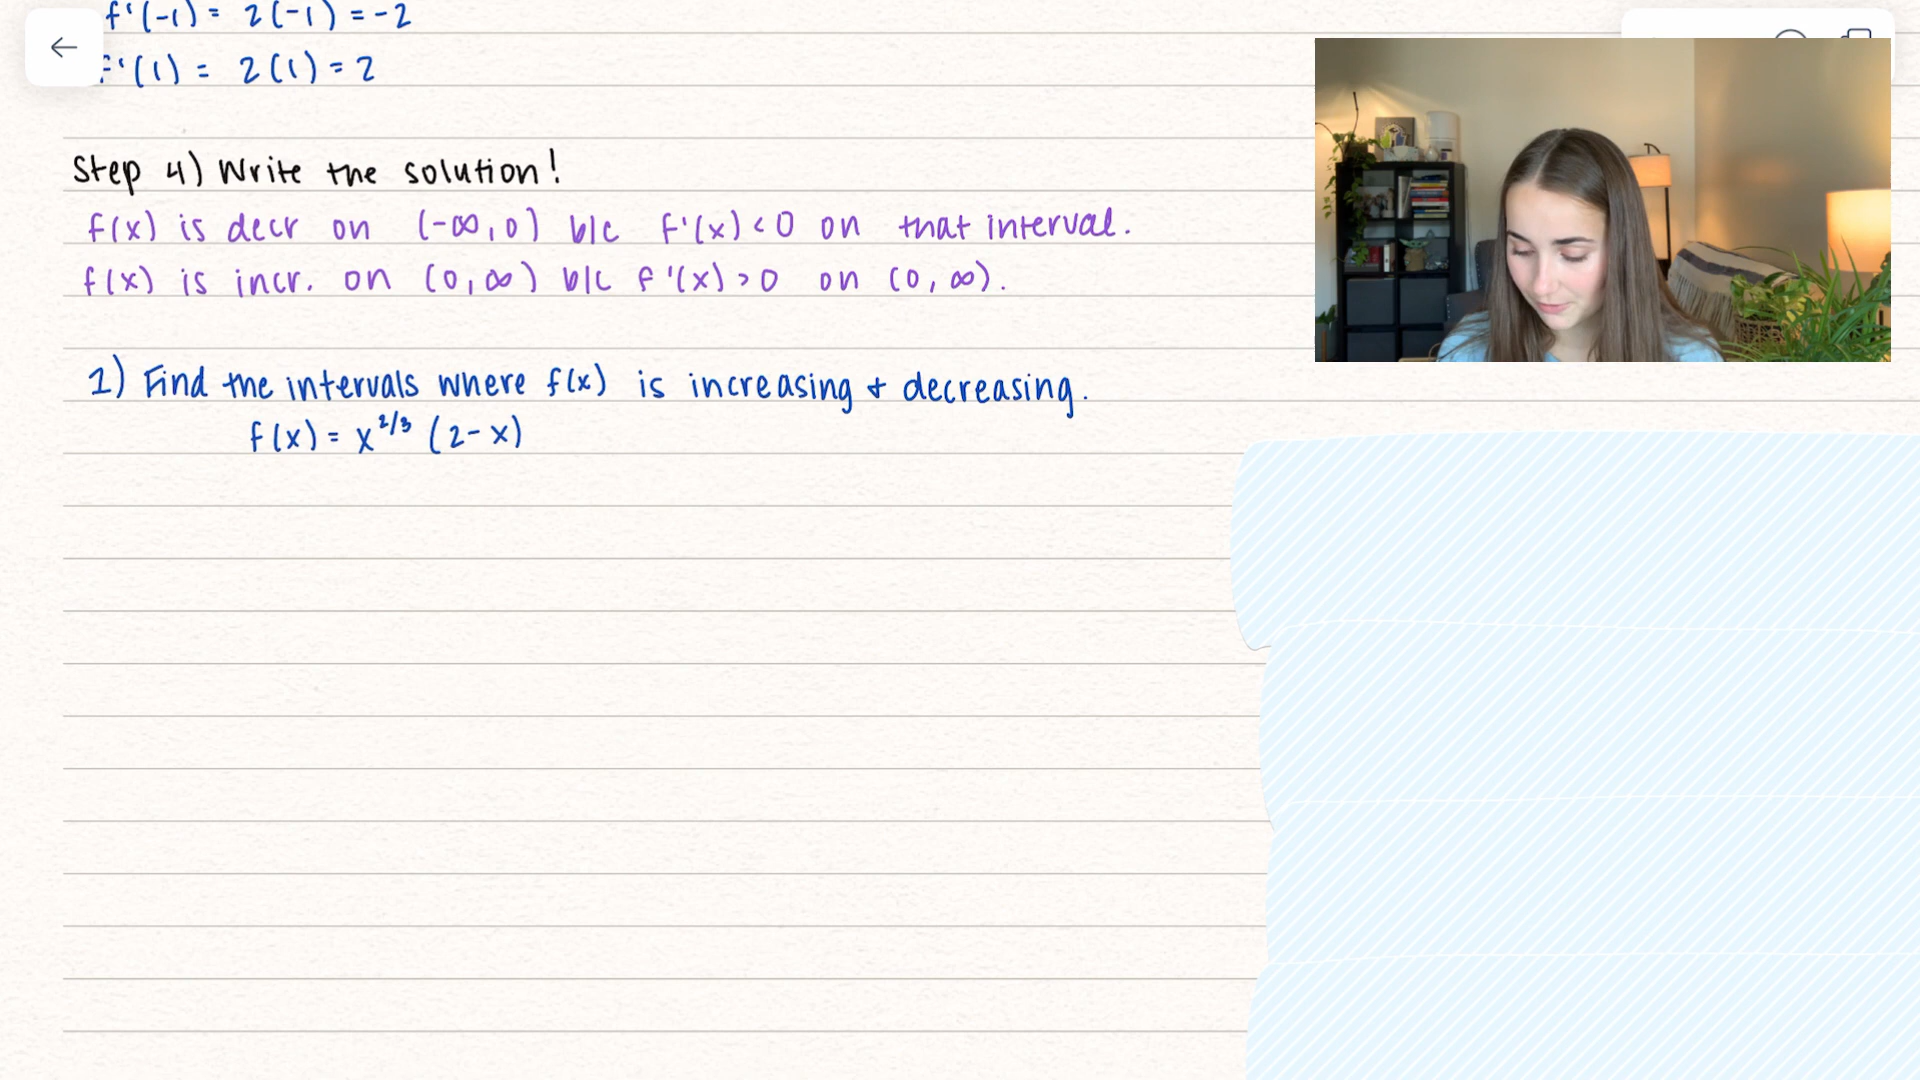 f'(-1) = 2(-1) = -2
f'(1) = 2(1) = 2
Step 4) Write the solution!
f(x) is decr on (-∞,0) b/c f'(x) < 0 on that interval.
f(x) is incr. on (0,∞) b/c f'(x) > 0 on (0,∞).
1) Find the intervals where f(x) is increasing + decreasing.
f(x) = x^2/3 (2-x)